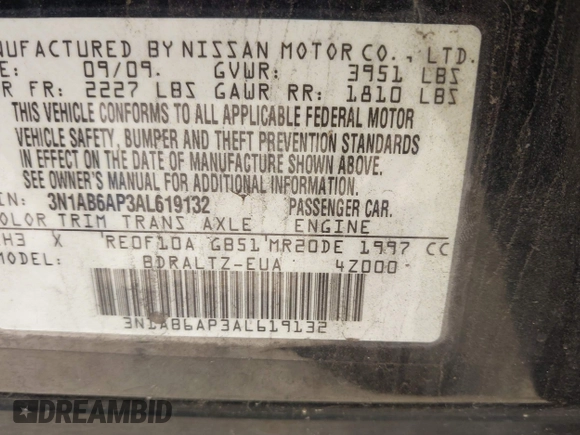 NUFACTURED BY NISSAN MOTOR CO., LTD.
E: 09/09. GVWR: 3951 LBS
R FR: 2227 LBS GAWR RR: 1810 LBS
THIS VEHICLE CONFORMS TO ALL APPLICABLE FEDERAL MOTOR
VEHICLE SAFETY, BUMPER AND THEFT PREVENTION STANDARDS
IN EFFECT ON THE DATE OF MANUFACTURE SHOWN ABOVE.
SEE OWNER'S MANUAL FOR ADDITIONAL INFORMATION.
IN: 3N1AB6AP3AL619132 PASSENGER CAR.
OLOR TRIM TRANS AXLE ENGINE
H3 X RE0F10A GB51 MR20DE 1997 CC
MODEL: BDRALTZ-EUA 4Z000
3N1AB6AP3AL619132
DREAMBID